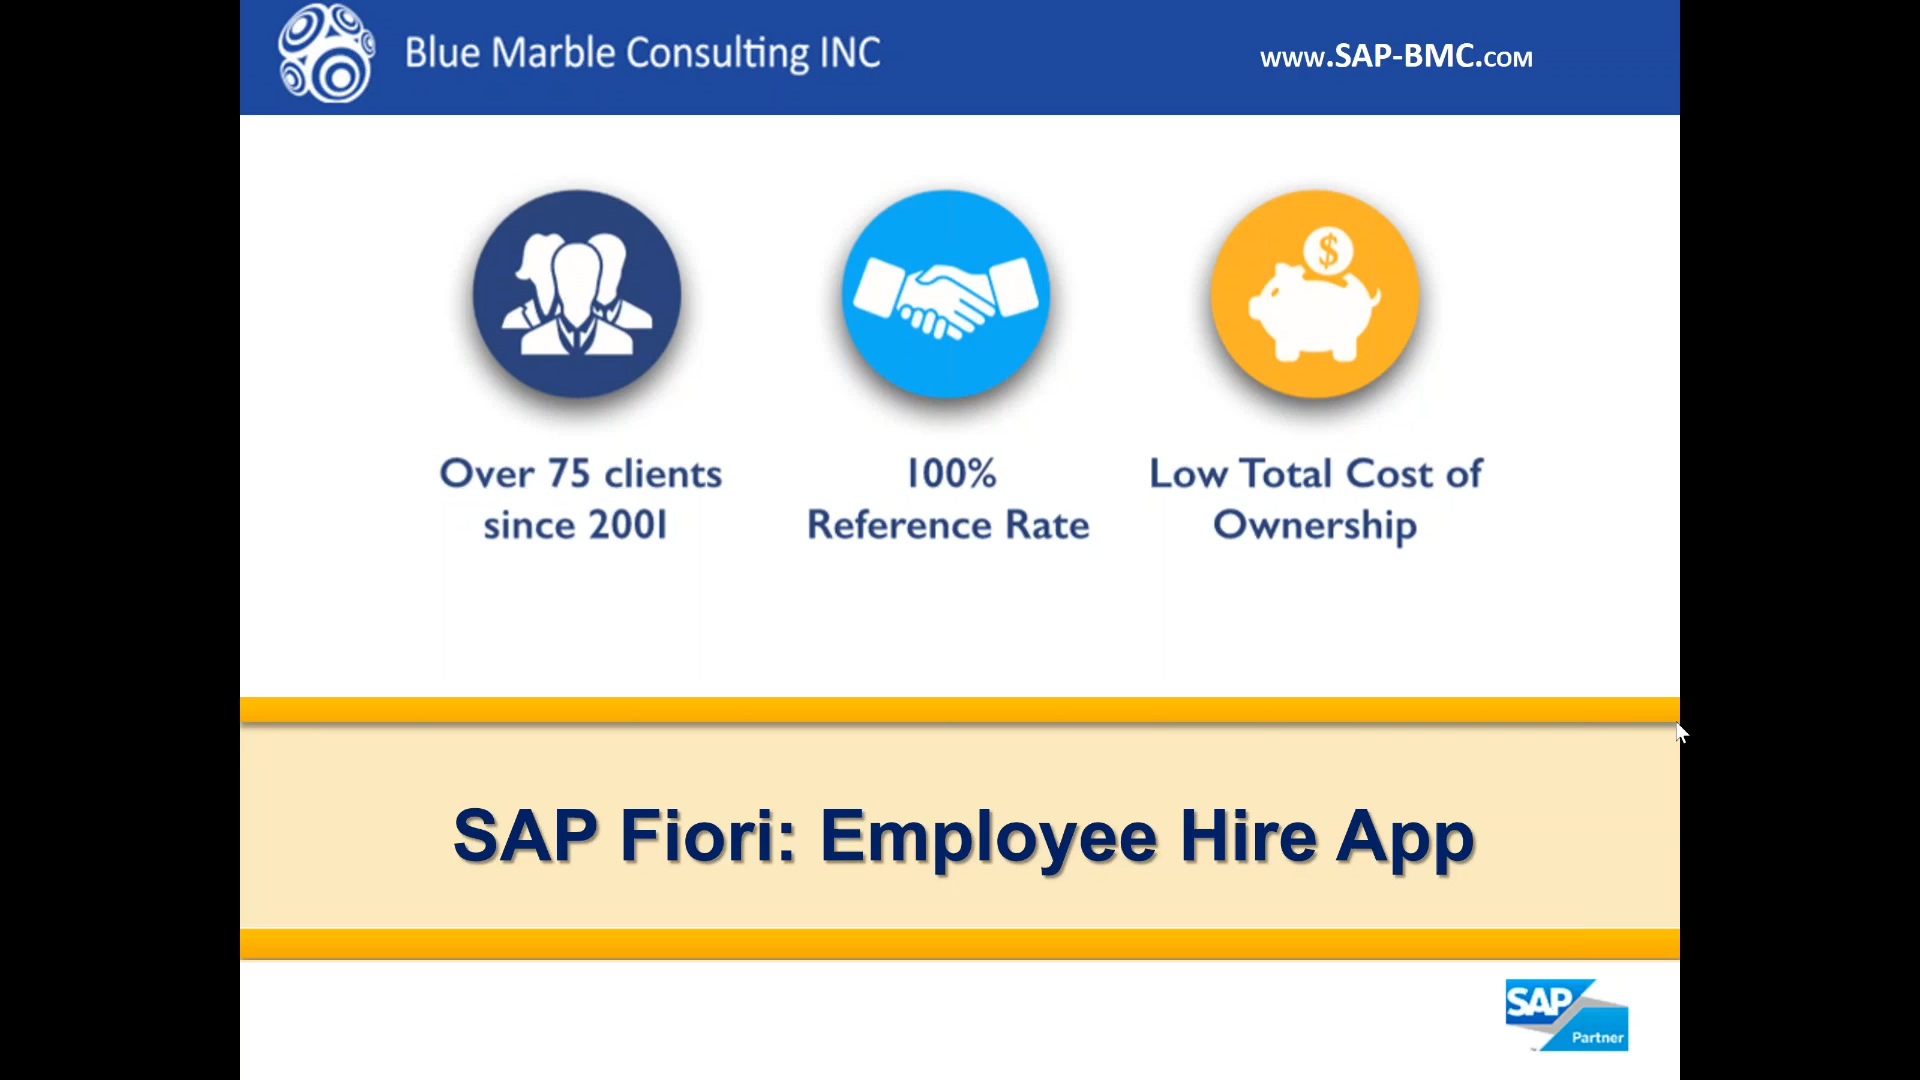 Blue Marble Consulting INC
www.SAP-BMC.com
$
Over 75 clients
since 2001
100%
Reference Rate
Low Total Cost of
Ownership
SAP Fiori: Employee Hire App
SAP
Partner